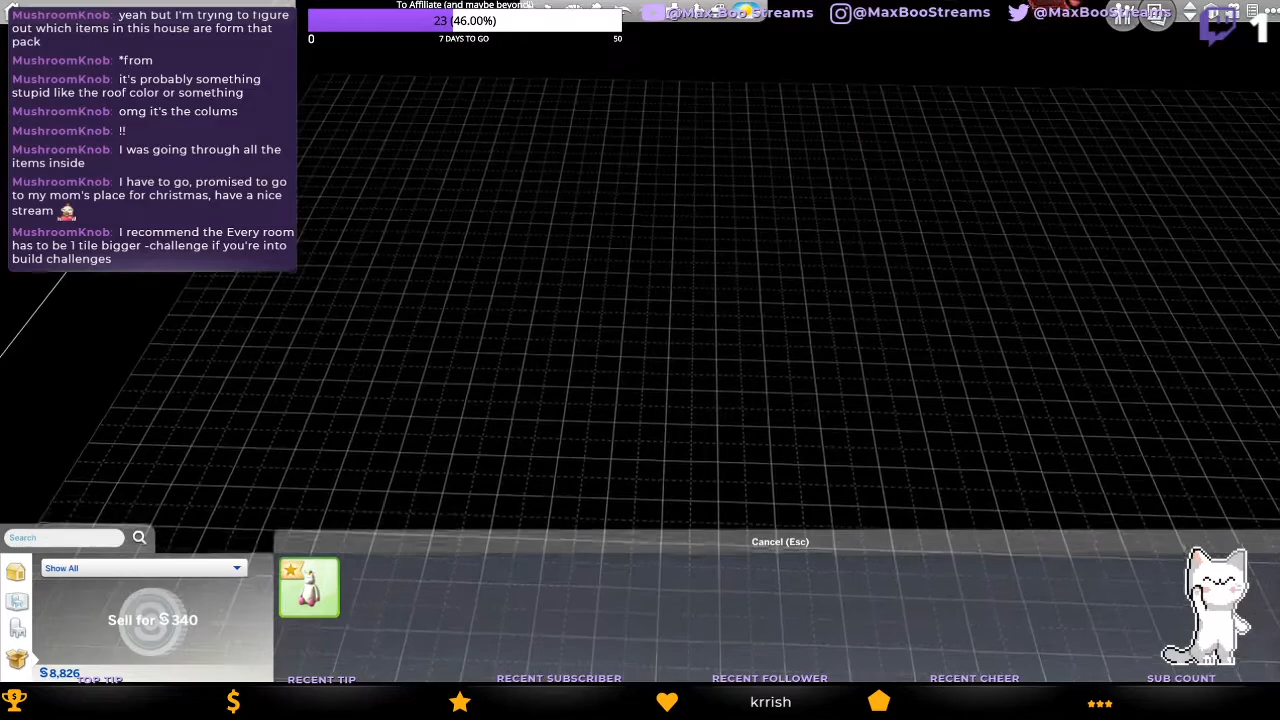 MushroomKnob: yeah but I'm trying to figure
out which items in this house are form that
pack
MushroomKnob: *from
MushroomKnob: it's probably something
stupid like the roof color or something
MushroomKnob: omg it's the colums
MushroomKnob: !!
MushroomKnob: I was going through all the
items inside
MushroomKnob: I have to go, promised to go
to my mom's place for christmas, have a nice
stream
MushroomKnob: I recommend the Every room
has to be 1 tile bigger -challenge if you're into
build challenges
To Affiliate (and maybe beyond!)
23 (46.00%)
0
7 DAYS TO GO
50
@MaxBooStreams
@MaxBooStreams
@MaxBooStreams
1
Search
Cancel (Esc)
Show All
Sell for §340
§8,826
TOP TIP
RECENT TIP
RECENT SUBSCRIBER
RECENT FOLLOWER
RECENT CHEER
SUB COUNT
krrish